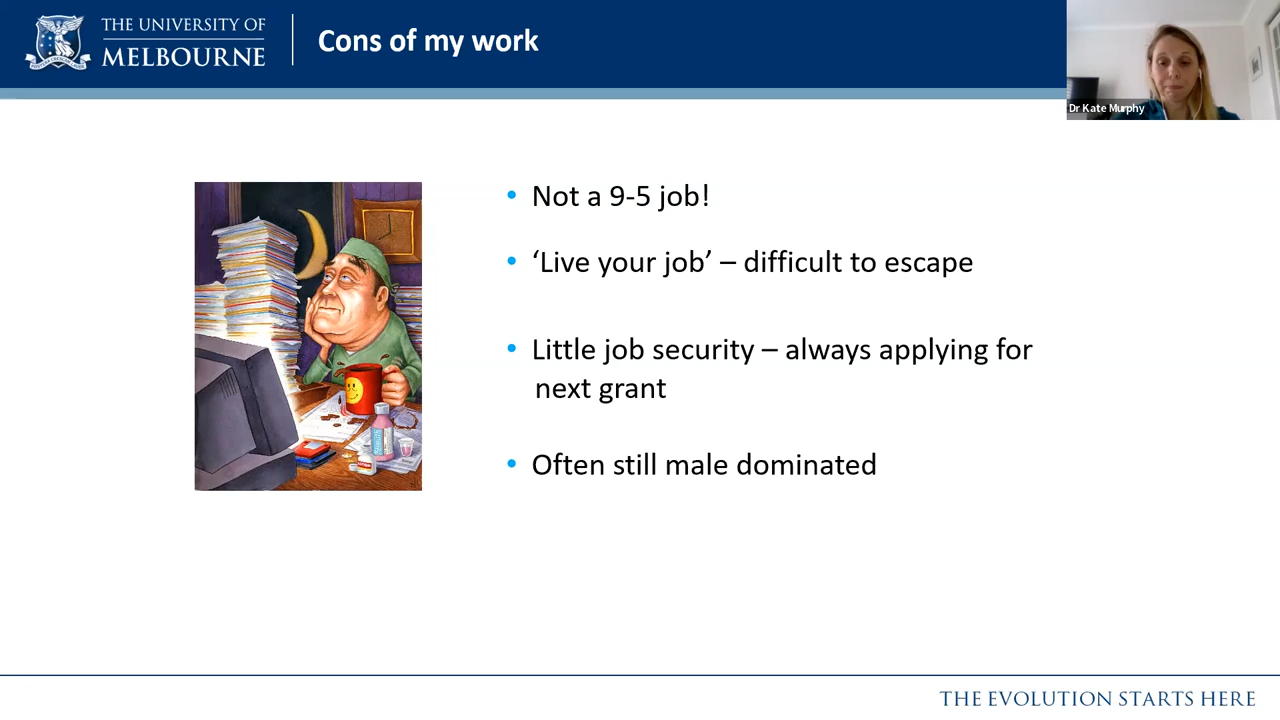 THE UNIVERSITY OF
MELBOURNE
Cons of my work
Dr Kate Murphy
• Not a 9-5 job!
• ‘Live your job’ – difficult to escape
• Little job security – always applying for
next grant
• Often still male dominated
THE EVOLUTION STARTS HERE